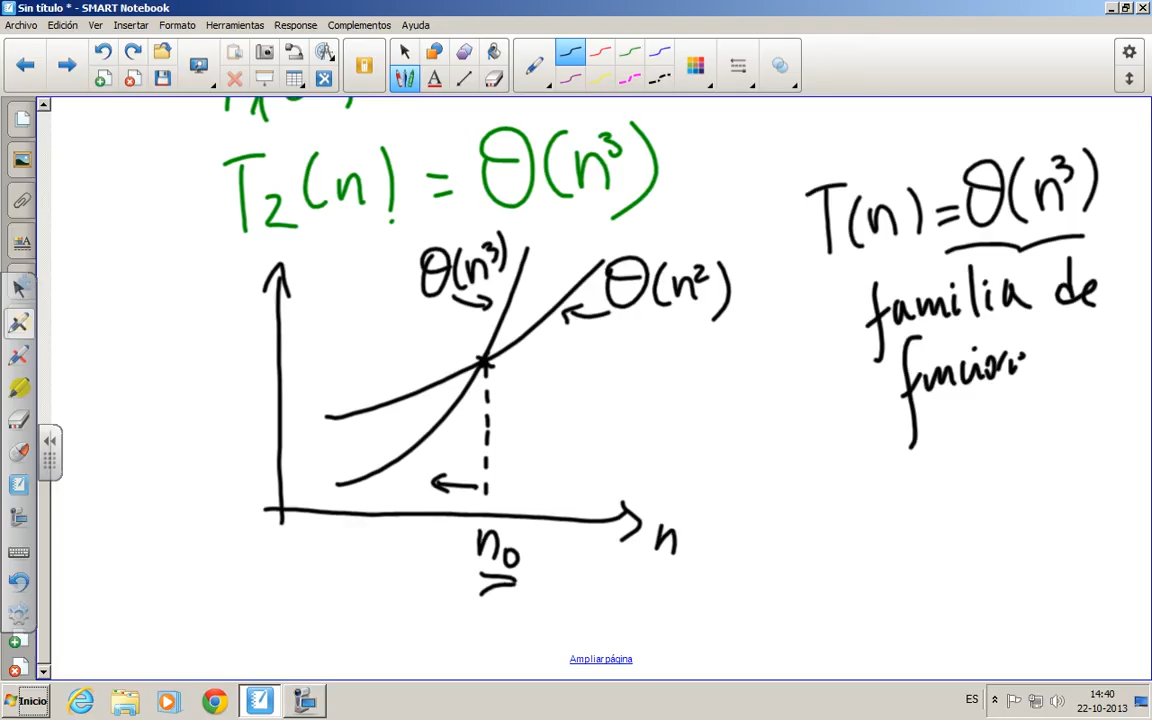 Sin título * - SMART Notebook
Archivo Edición Ver Insertar Formato Herramientas Response Complementos Ayuda
T₂(n) = Θ(n³)
T(n) = Θ(n³)
familia de
Θ(n³)
Θ(n²)
n₀
n
Ampliar página
Inicio
ES
14:40
22-10-2013